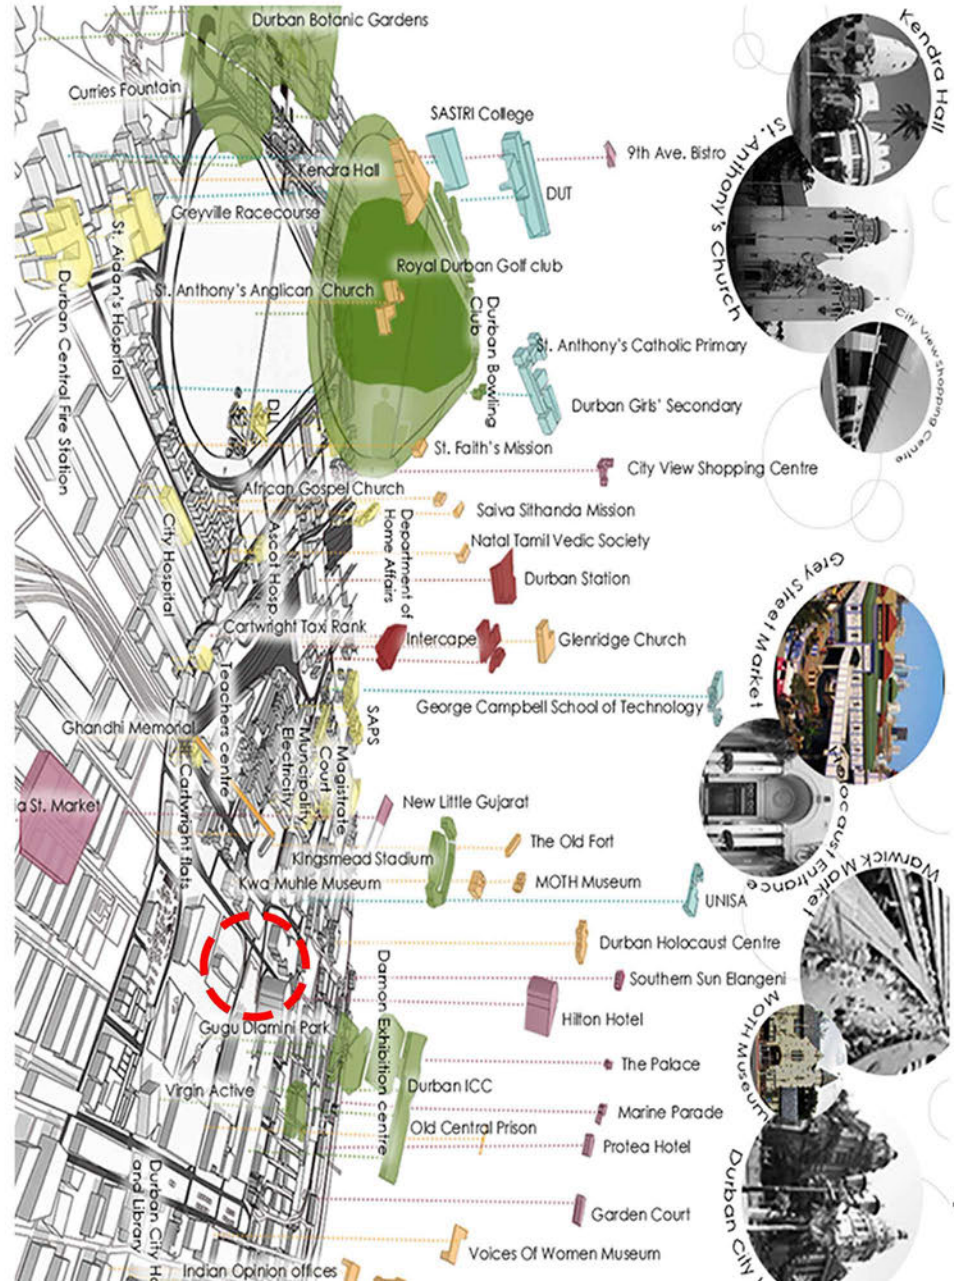 Durban Botanic Gardens
Kendra Hall
Curries Fountain
SASTRI College
9th Ave. Bistro
Kendra Hall
DUT
Greyville Racecourse
St. Anthony's Church
St. Aidan's Hospital
Durban Central Fire Station
Royal Durban Golf club
St. Anthony's Anglican Church
Durban Bowling
Club
St. Anthony's Catholic Primary
City View Shopping Centre
Durban Girls' Secondary
St. Faith's Mission
City View Shopping Centre
African Gospel Church
Saiva Sithanda Mission
City Hospital
Department of
Home Affairs
Natal Tamil Vedic Society
Durban Station
Grey Street Market
Cartwright Taxi Rank
Intercape
Glenridge Church
Teachers centre
George Campbell School of Technology
SAPS
Ghandhi Memorial
Magistrate
Court
Municipality
Electricity
Cartwright flats
ia St. Market
New Little Gujarat
The Old Fort
Kingsmead Stadium
Kwa Muhle Museum
MOTH Museum
UNISA
Warwick Market
Durban Holocaust Centre
Southern Sun Elangeni
Damon Exhibition centre
Hilton Hotel
MOTH Museum
Gugu Dlamini Park
The Palace
Virgin Active
Durban ICC
Marine Parade
Old Central Prison
Protea Hotel
Durban City
Durban City Ha
and Library
Garden Court
Voices Of Women Museum
Indian Opinion offices